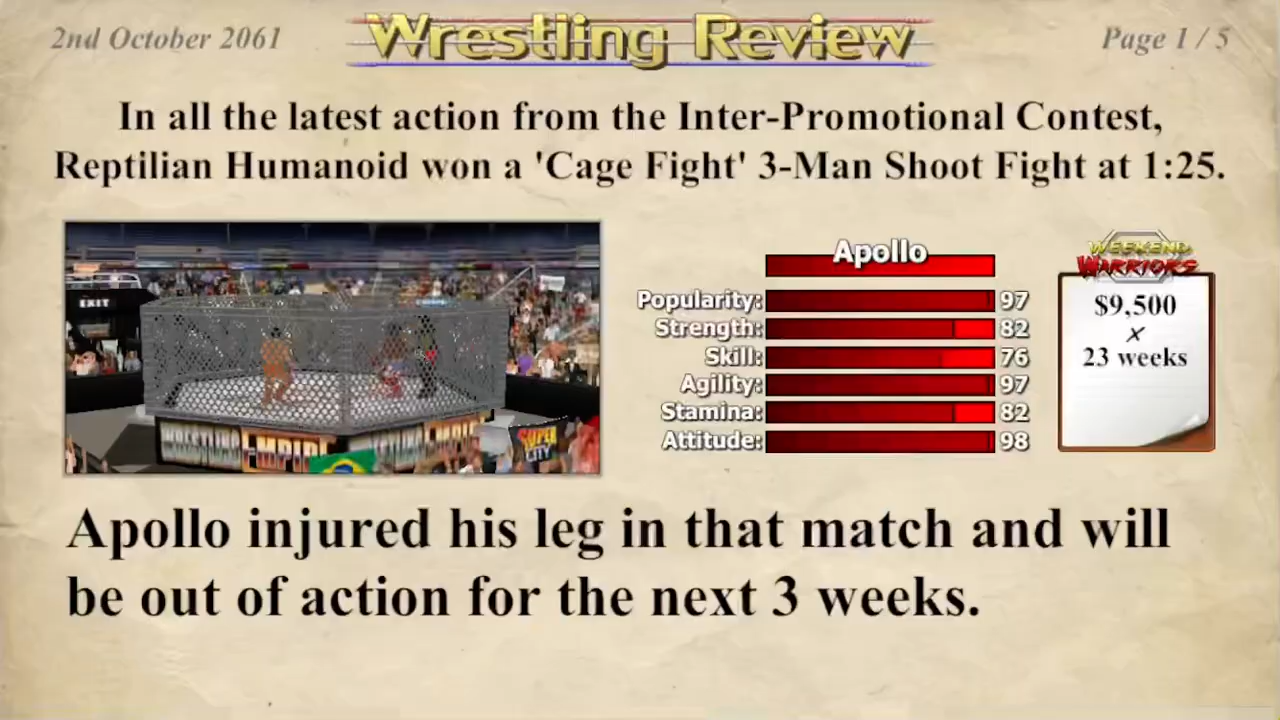 2nd October 2061
Wrestling Review
Page 1 / 5
In all the latest action from the Inter-Promotional Contest,
Reptilian Humanoid won a 'Cage Fight' 3-Man Shoot Fight at 1:25.
EXIT
SUPER
CITY
Apollo
Popularity: 97
Strength: 82
Skill: 76
Agility: 97
Stamina: 82
Attitude: 98
WEEKEND
WARRIORS
$9,500
x
23 weeks
Apollo injured his leg in that match and will
be out of action for the next 3 weeks.